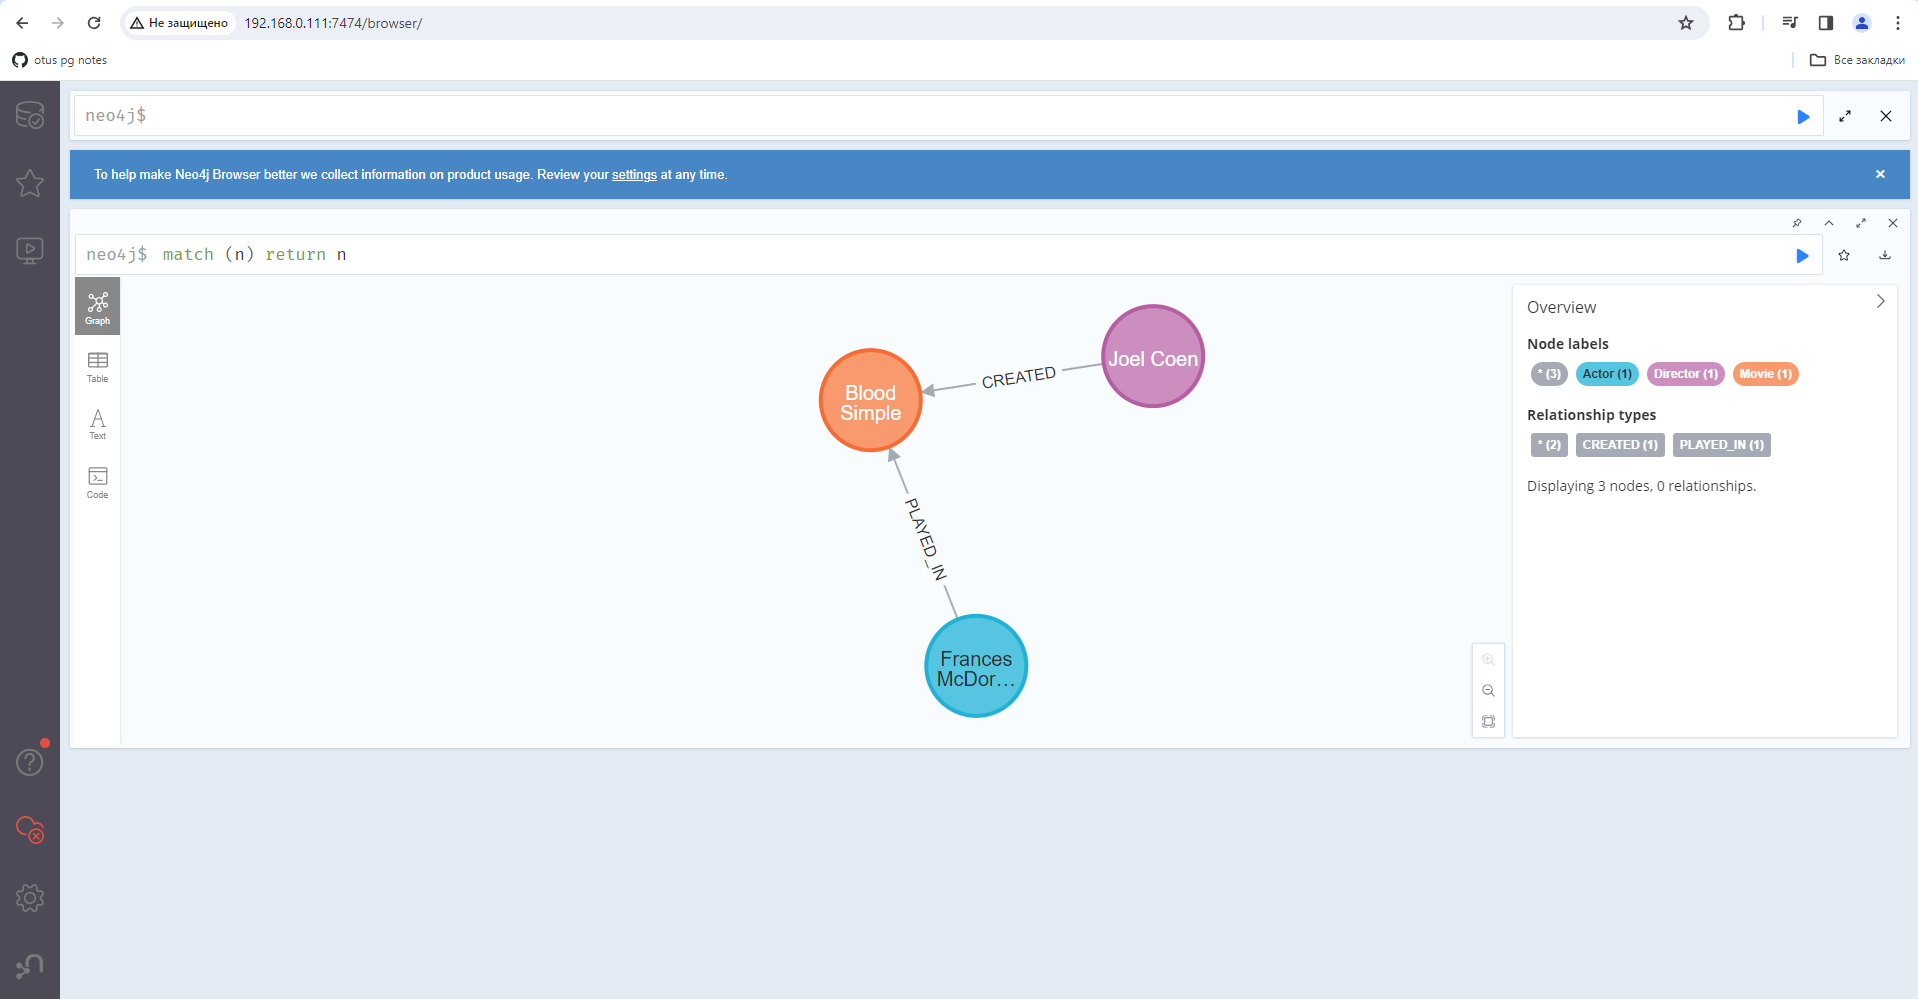 Не защищено
192.168.0.111:7474/browser/
otus pg notes
Все закладки
neo4j$
To help make Neo4j Browser better we collect information on product usage. Review your settings at any time.
neo4j$ match (n) return n
Graph
Table
Text
Code
Blood
Simple
CREATED
Joel Coen
PLAYED_IN
Frances
McDor...
Overview
Node labels
* (3) Actor (1) Director (1) Movie (1)
Relationship types
* (2) CREATED (1) PLAYED_IN (1)
Displaying 3 nodes, 0 relationships.